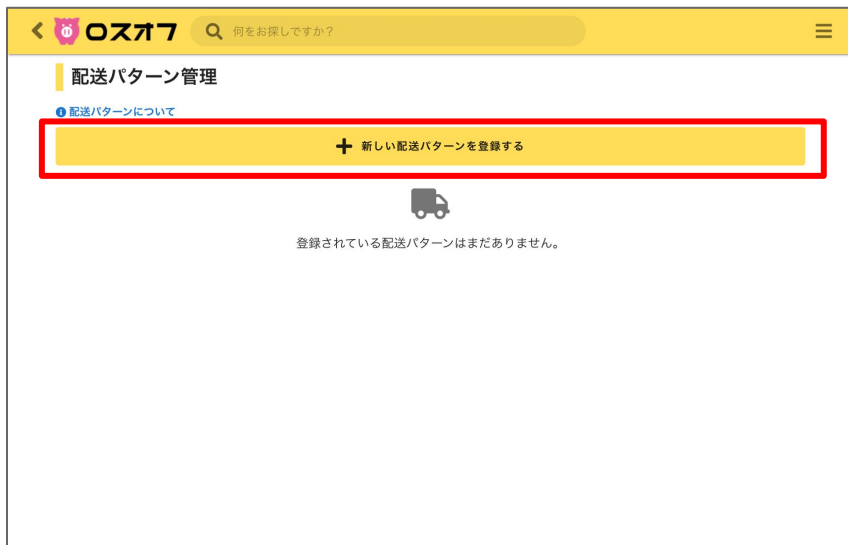 ロスオフ 何をお探しですか?
配送パターン管理
配送パターンについて
新しい配送パターンを登録する
登録されている配送パターンはまだありません。